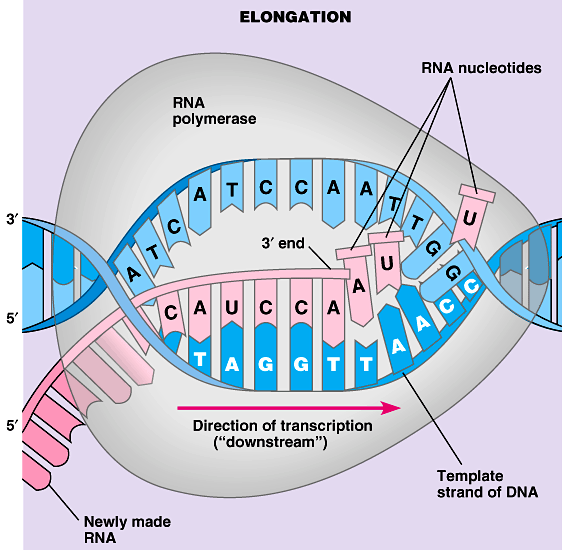 ELONGATION
RNA nucleotides
RNA
polymerase
A T C A T C C A A T T G G
U
3′
3′ end
U
A
C A U C C A
5′
T A G G T T A A C C
5′
Direction of transcription
(“downstream”)
Template
strand of DNA
Newly made
RNA